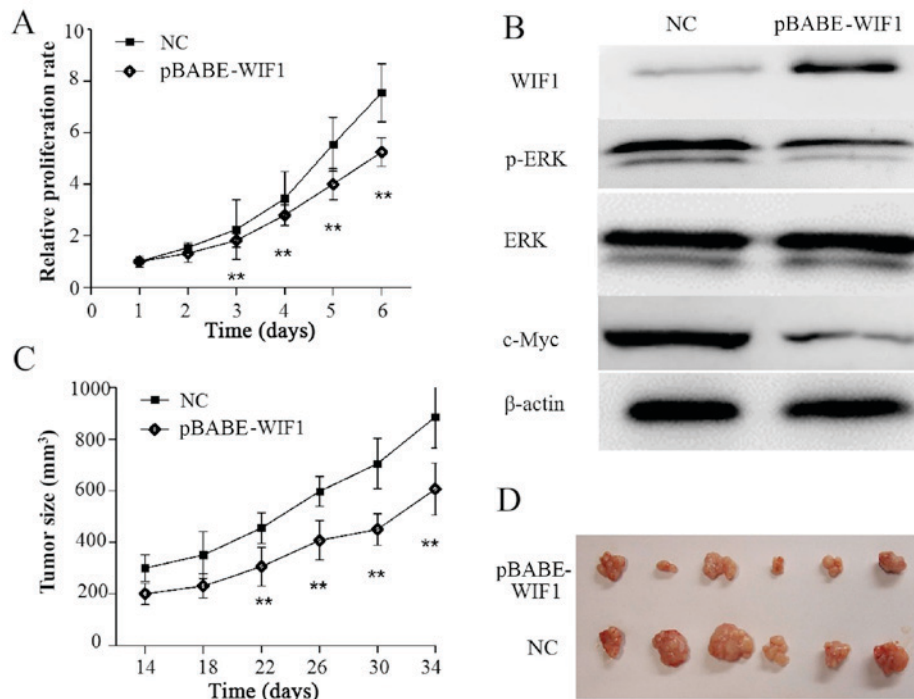 A
NC
pBABE-WIF1
Relative proliferation rate
10
8
6
4
2
0
0 1 2 3 4 5 6
** ** ** **
Time (days)
B
NC pBABE-WIF1
WIF1
p-ERK
ERK
c-Myc
β-actin
C
NC
pBABE-WIF1
Tumor size (mm³)
1000
800
600
400
200
0
14 18 22 26 30 34
** ** ** **
Time (days)
D
pBABE-
WIF1
NC